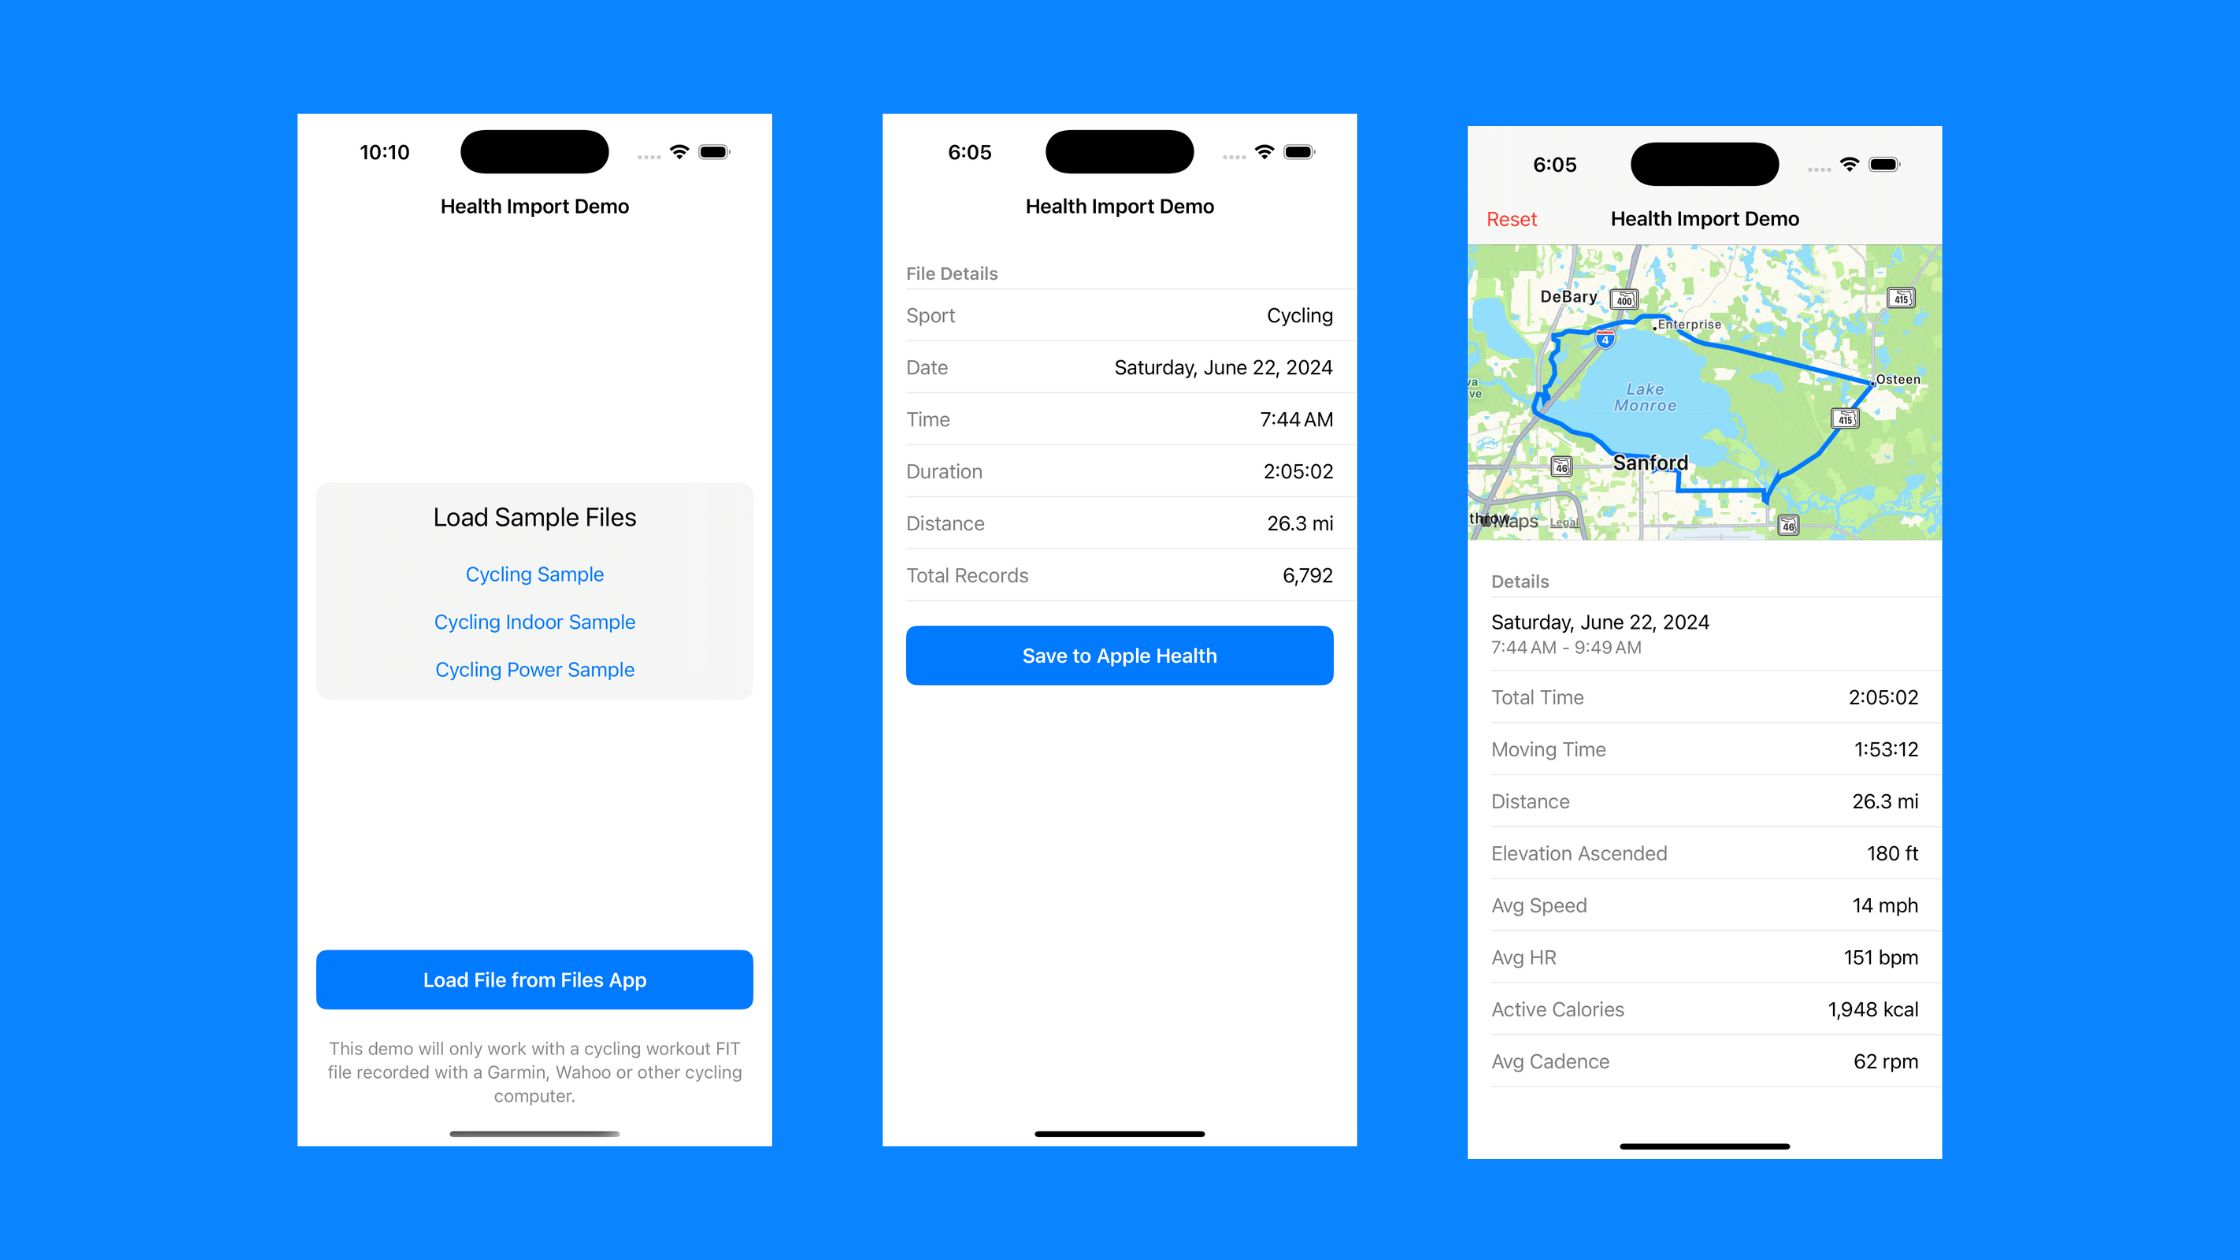 10:10
Health Import Demo
Load Sample Files
Cycling Sample
Cycling Indoor Sample
Cycling Power Sample
Load File from Files App
This demo will only work with a cycling workout FIT
file recorded with a Garmin, Wahoo or other cycling
computer.
6:05
Health Import Demo
File Details
Sport Cycling
Date Saturday, June 22, 2024
Time 7:44 AM
Duration 2:05:02
Distance 26.3 mi
Total Records 6,792
Save to Apple Health
6:05
Reset Health Import Demo
DeBary
400
415
Enterprise
4
Osteen
va
ve
Lake
Monroe
415
Sanford
46
throw
Maps Legal
46
Details
Saturday, June 22, 2024
7:44 AM - 9:49 AM
Total Time 2:05:02
Moving Time 1:53:12
Distance 26.3 mi
Elevation Ascended 180 ft
Avg Speed 14 mph
Avg HR 151 bpm
Active Calories 1,948 kcal
Avg Cadence 62 rpm